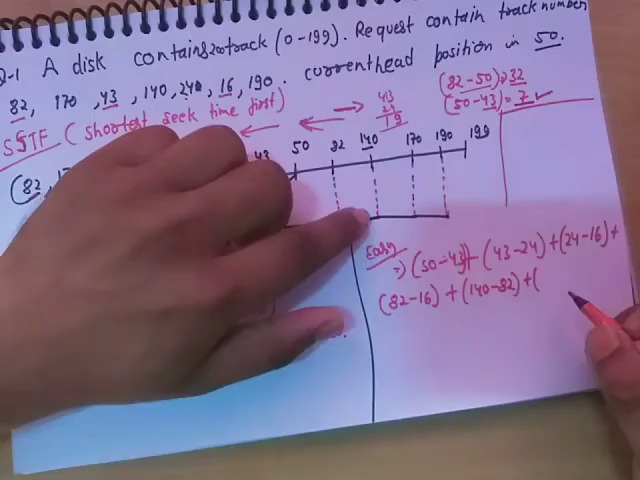 Q-1 A disk contains 200 track (0-199). Request contain track number
82, 170, 43, 140, 24, 16, 190. current head position in 50.
SSTF (shortest seek time first)
(82-50)=32
(50-43)=7 ✓
43
24
19
(82,
43 50 82 140 170 190 199
Easy
=) (50-43)+(43-24)+(24-16)+
(82-16)+(140-82)+(